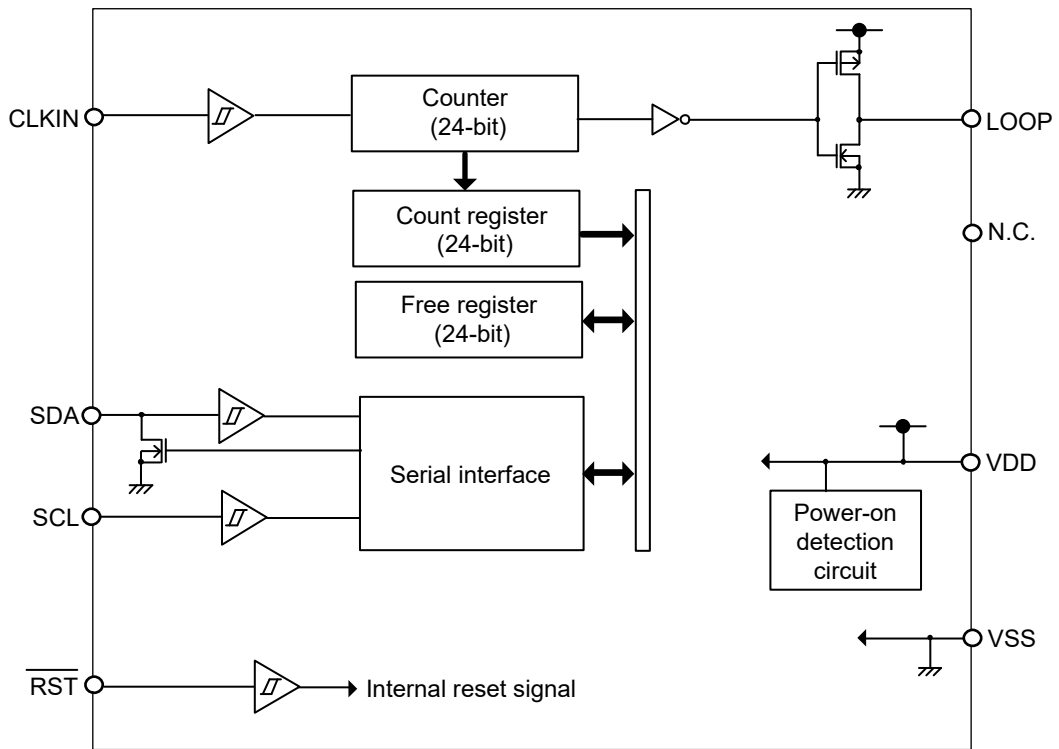 CLKIN
Counter
(24-bit)
LOOP
Count register
(24-bit)
N.C.
Free register
(24-bit)
SDA
Serial interface
VDD
SCL
Power-on
detection
circuit
VSS
RST
Internal reset signal